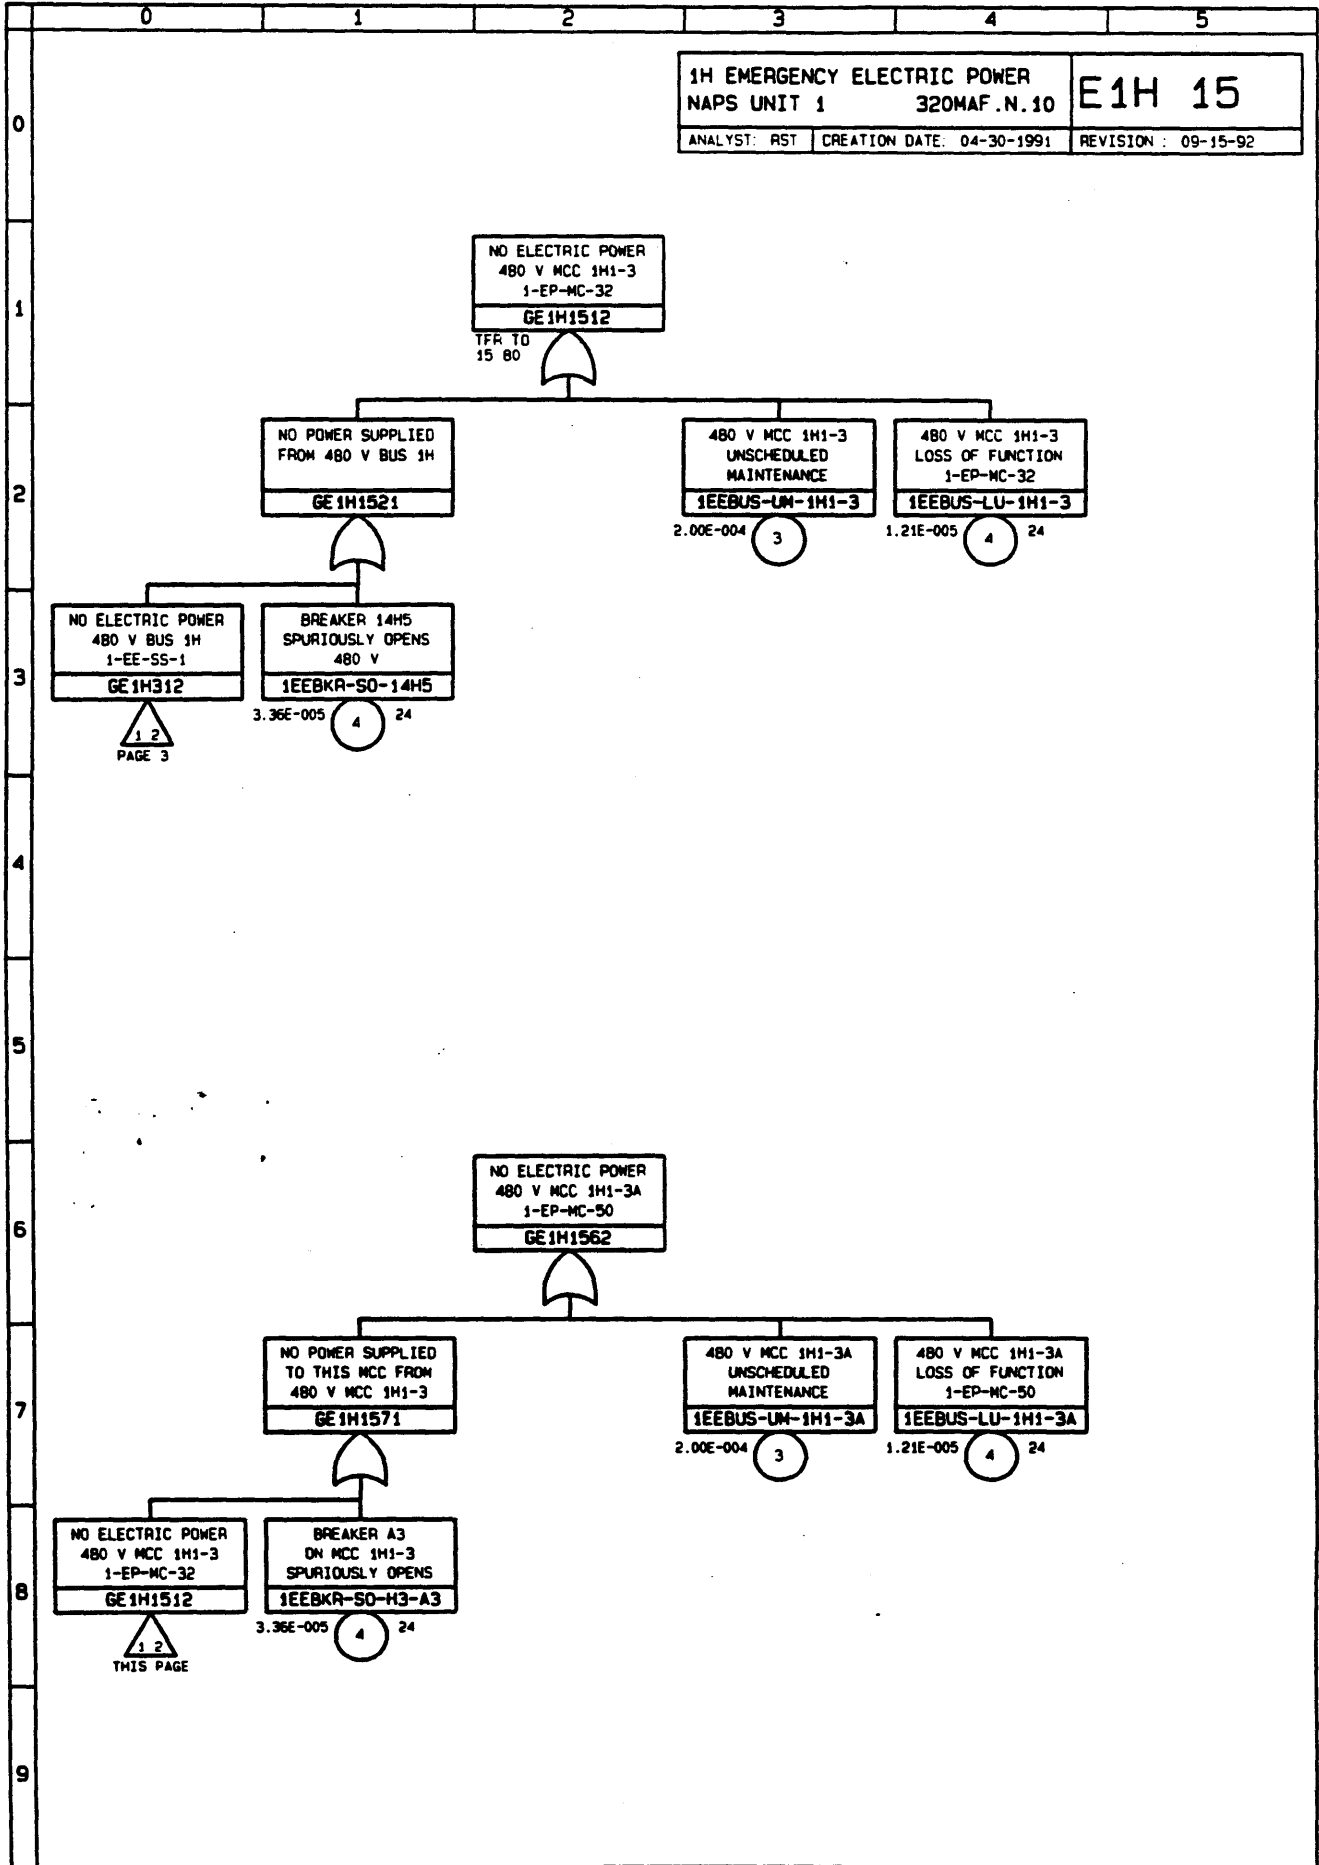 0 1 2 3 4 5
1H EMERGENCY ELECTRIC POWER
NAPS UNIT 1 320MAF.N.10
E1H 15
ANALYST: RST CREATION DATE: 04-30-1991 REVISION : 09-15-92
0
NO ELECTRIC POWER
480 V MCC 1H1-3
1-EP-MC-32
GE1H1512
1
TFR TO
15 80
NO POWER SUPPLIED
FROM 480 V BUS 1H
GE1H1521
480 V MCC 1H1-3
UNSCHEDULED
MAINTENANCE
1EEBUS-UM-1H1-3
2.00E-004 3
480 V MCC 1H1-3
LOSS OF FUNCTION
1-EP-MC-32
1EEBUS-LU-1H1-3
1.21E-005 4 24
2
NO ELECTRIC POWER
480 V BUS 1H
1-EE-SS-1
GE1H312
1 2
PAGE 3
BREAKER 14H5
SPURIOUSLY OPENS
480 V
1EEBKR-SO-14H5
3.36E-005 4 24
3
4
5
NO ELECTRIC POWER
480 V MCC 1H1-3A
1-EP-MC-50
GE1H1562
6
NO POWER SUPPLIED
TO THIS MCC FROM
480 V MCC 1H1-3
GE1H1571
480 V MCC 1H1-3A
UNSCHEDULED
MAINTENANCE
1EEBUS-UM-1H1-3A
2.00E-004 3
480 V MCC 1H1-3A
LOSS OF FUNCTION
1-EP-MC-50
1EEBUS-LU-1H1-3A
1.21E-005 4 24
7
NO ELECTRIC POWER
480 V MCC 1H1-3
1-EP-MC-32
GE1H1512
1 2
THIS PAGE
BREAKER A3
ON MCC 1H1-3
SPURIOUSLY OPENS
1EEBKR-SO-H3-A3
3.36E-005 4 24
8
9